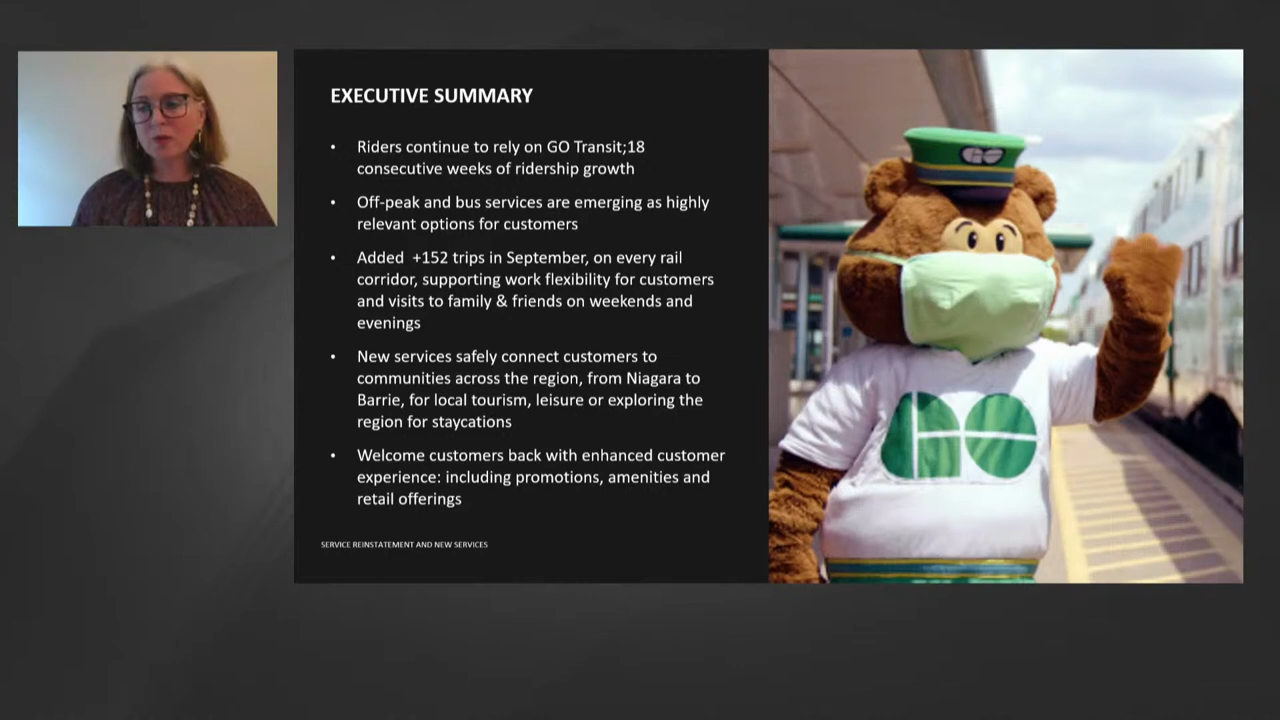 EXECUTIVE SUMMARY
• Riders continue to rely on GO Transit;18
consecutive weeks of ridership growth
• Off-peak and bus services are emerging as highly
relevant options for customers
• Added  +152 trips in September, on every rail
corridor, supporting work flexibility for customers
and visits to family & friends on weekends and
evenings
• New services safely connect customers to
communities across the region, from Niagara to
Barrie, for local tourism, leisure or exploring the
region for staycations
• Welcome customers back with enhanced customer
experience: including promotions, amenities and
retail offerings
SERVICE REINSTATEMENT AND NEW SERVICES
GO
GO